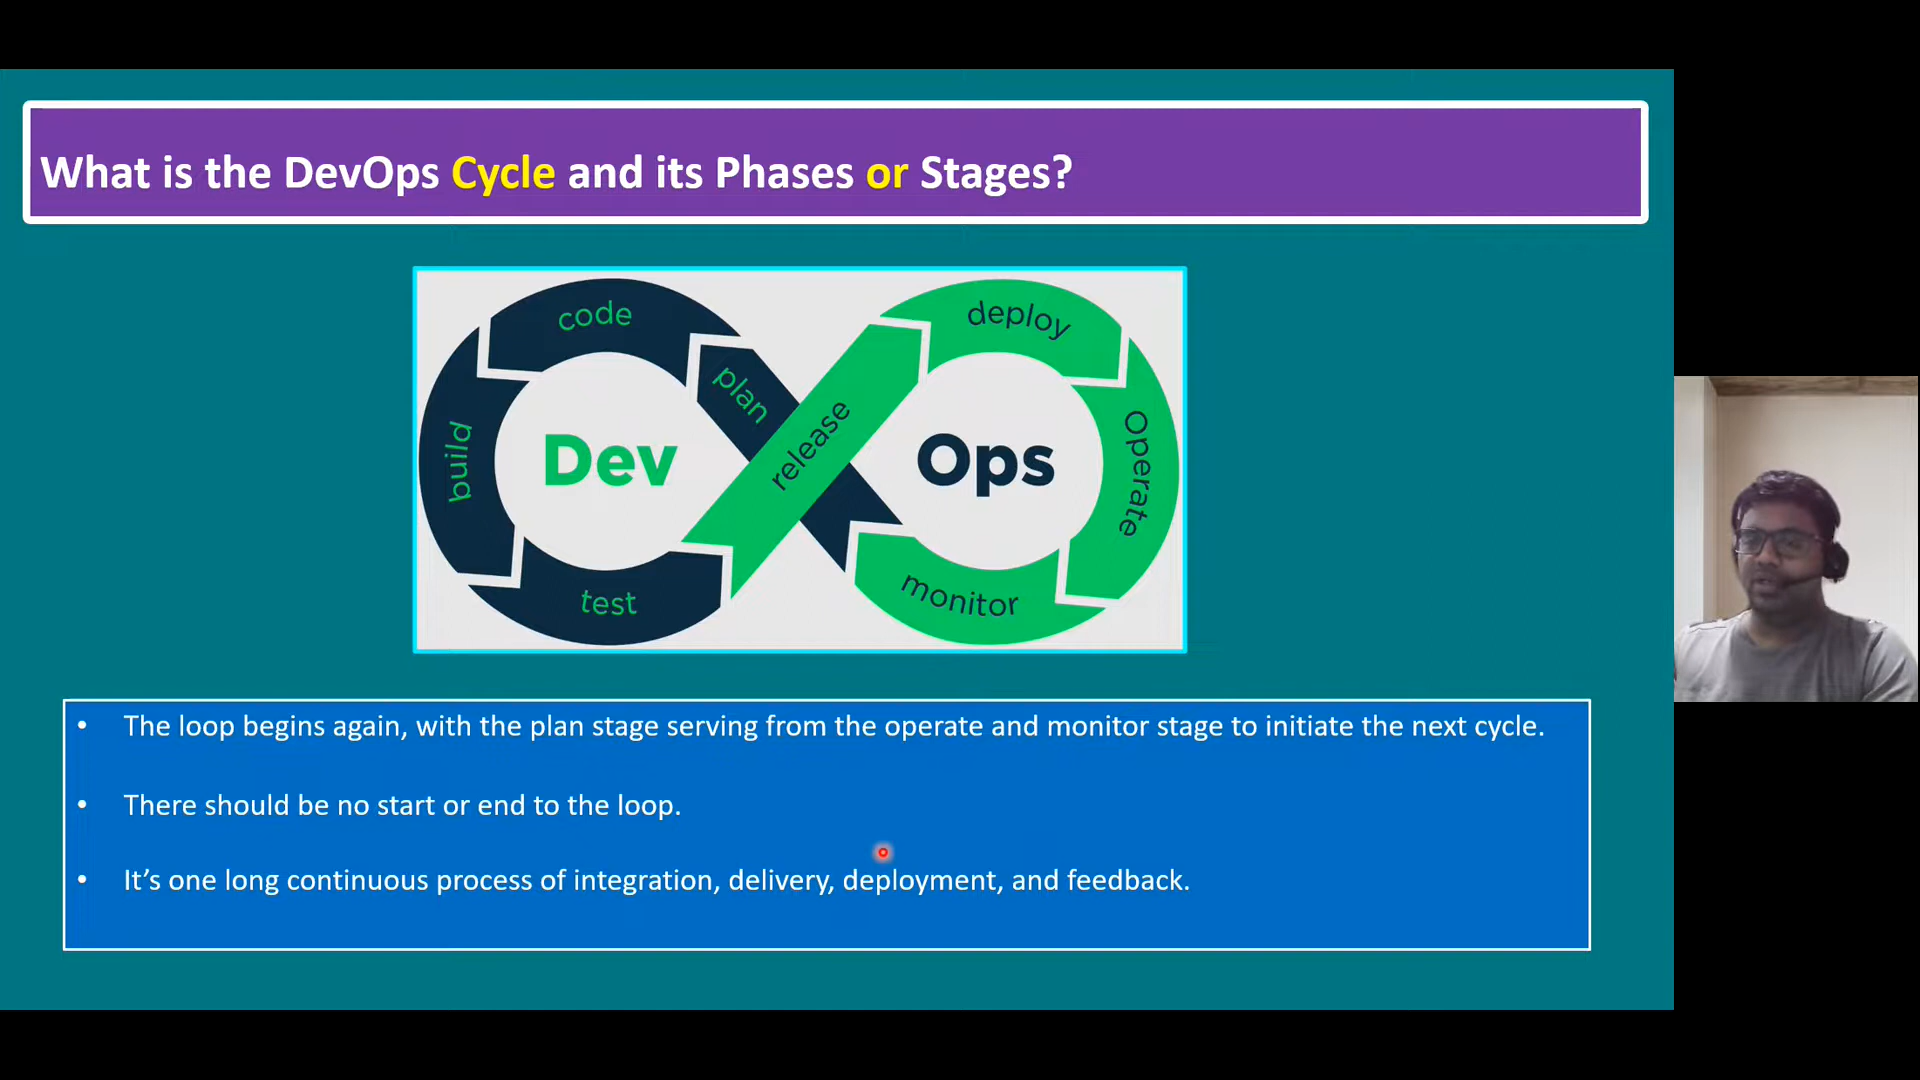 What is the DevOps Cycle and its Phases or Stages?
code
plan
build
Dev
test
release
deploy
Ops
Operate
monitor
• The loop begins again, with the plan stage serving from the operate and monitor stage to initiate the next cycle.
• There should be no start or end to the loop.
• It’s one long continuous process of integration, delivery, deployment, and feedback.